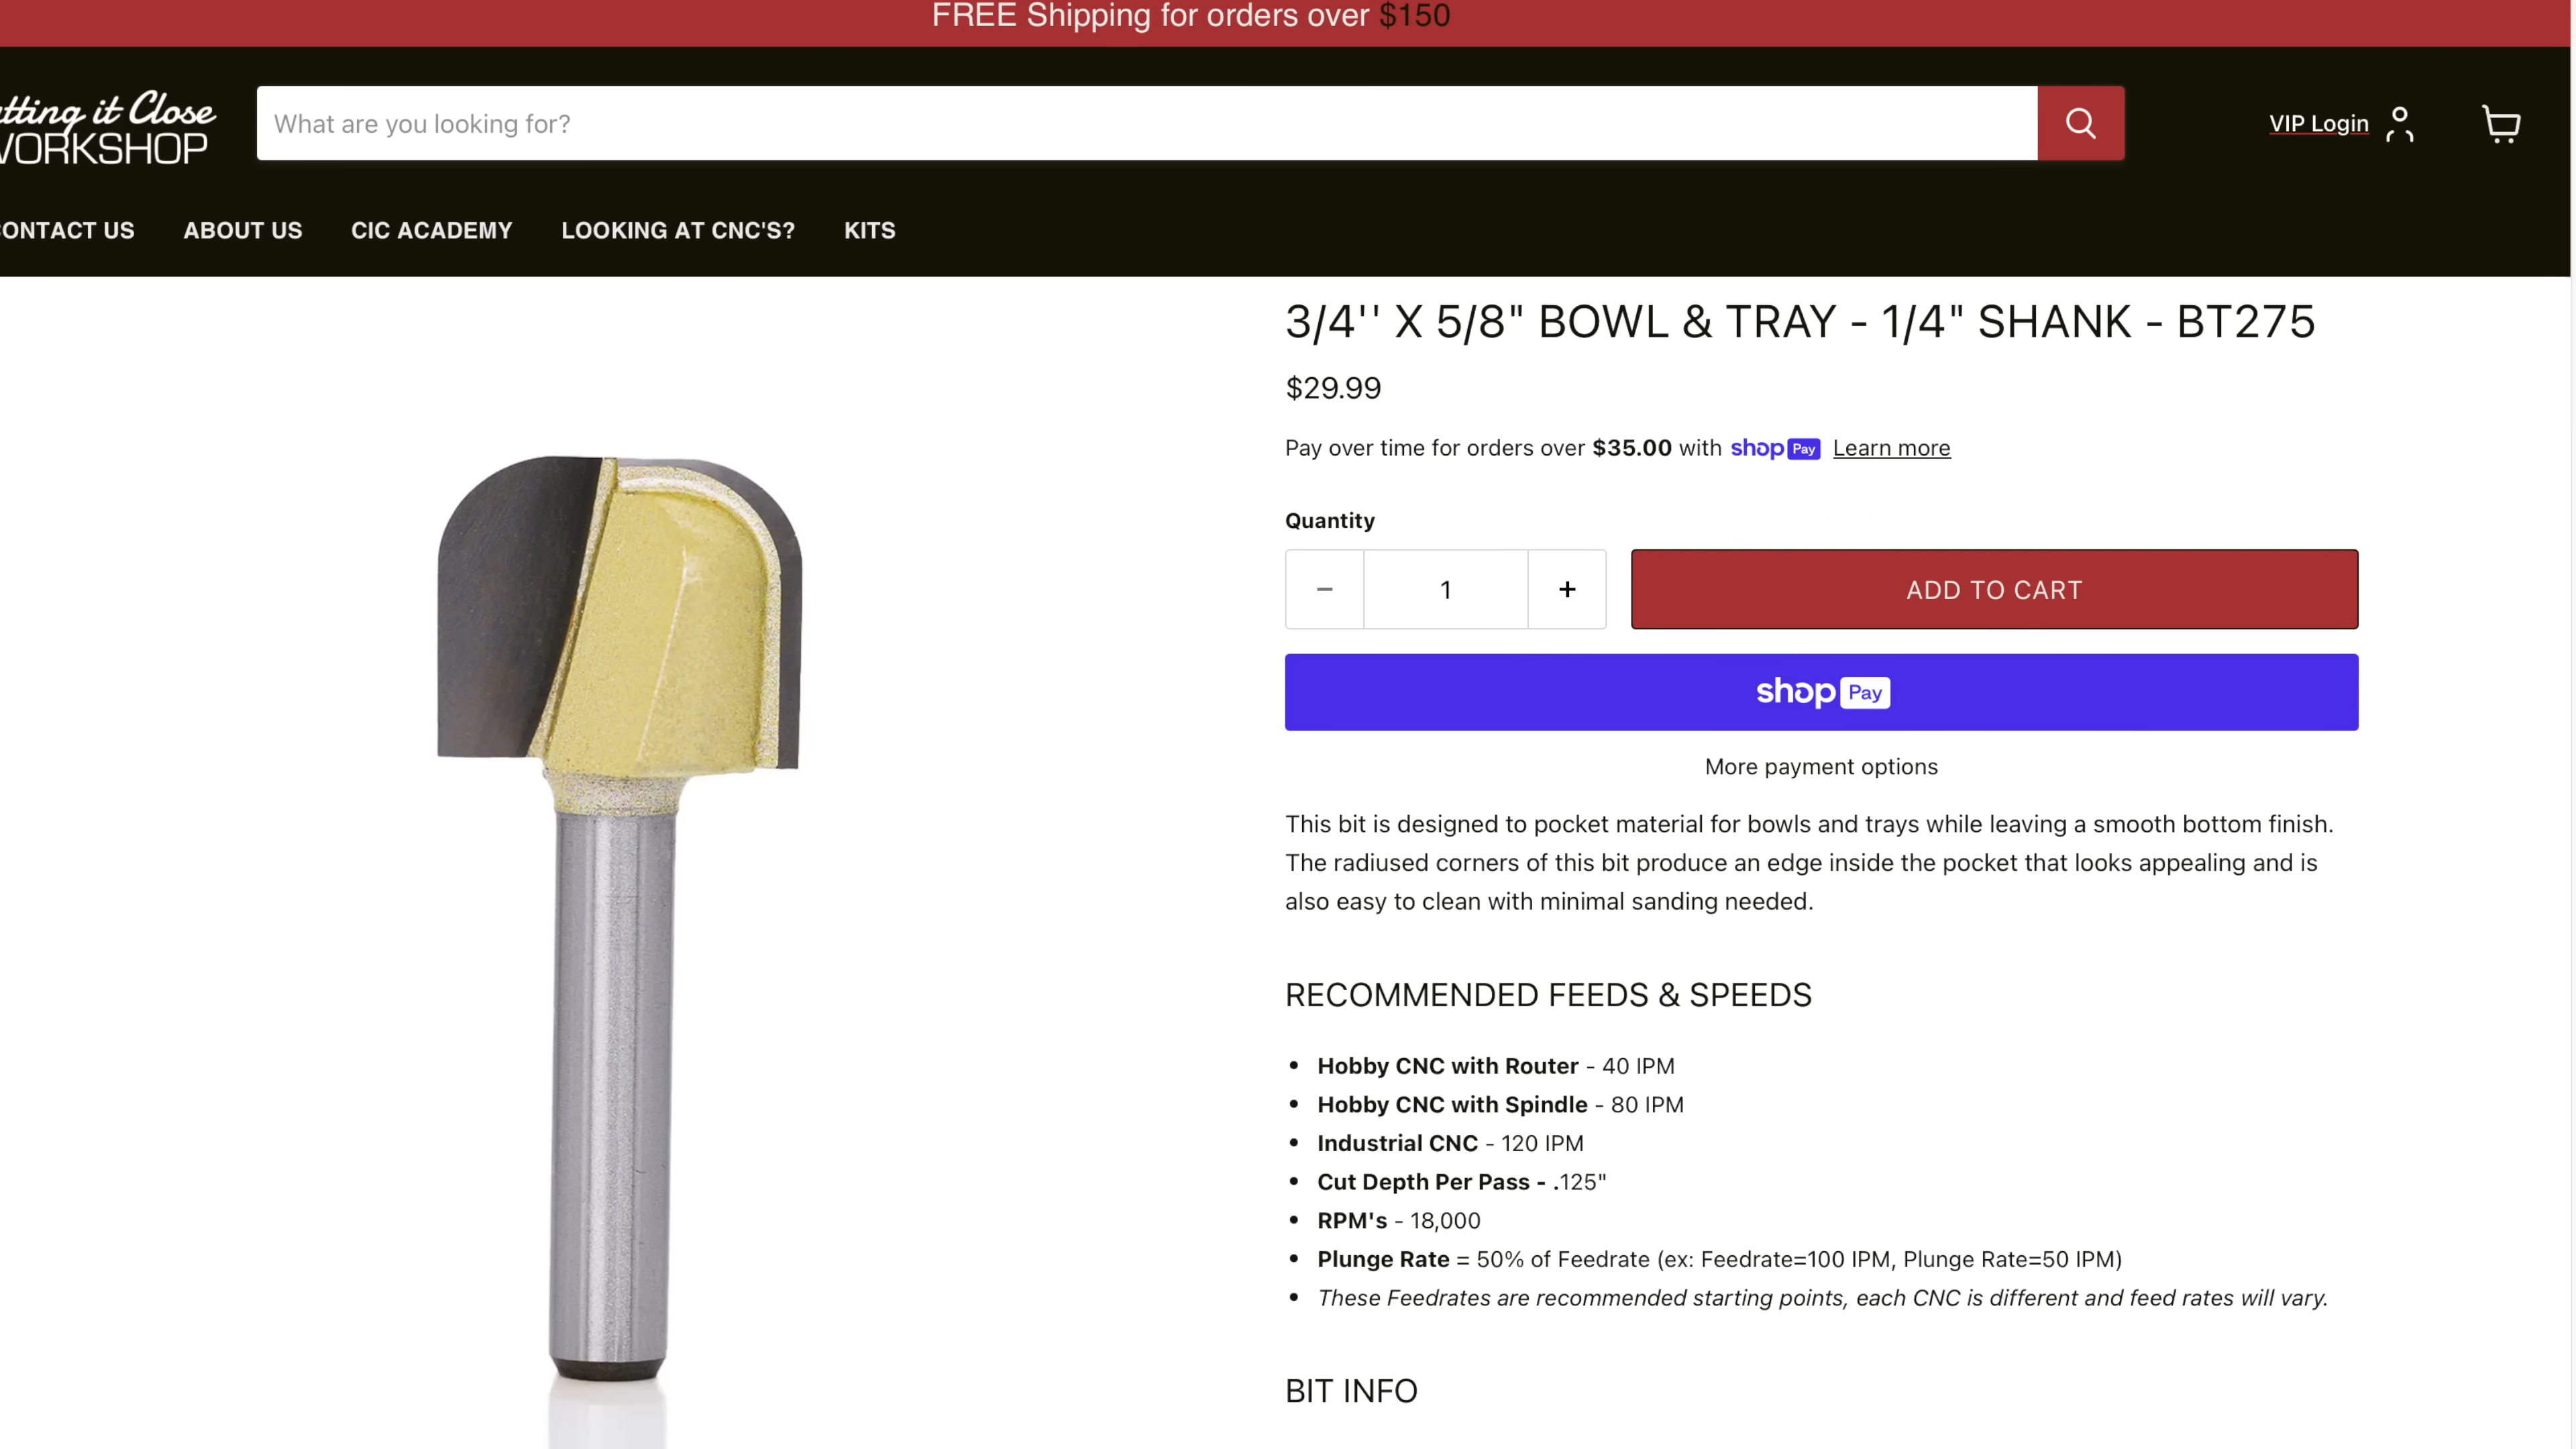 FREE Shipping for orders over $150
it Close
WORKSHOP
What are you looking for?
VIP Login
CONTACT US
ABOUT US
CIC ACADEMY
LOOKING AT CNC'S?
KITS
3/4'' X 5/8" BOWL & TRAY - 1/4" SHANK - BT275
$29.99
Pay over time for orders over $35.00 with shop Pay Learn more
Quantity
− 1 +
ADD TO CART
shop Pay
More payment options
This bit is designed to pocket material for bowls and trays while leaving a smooth bottom finish.
The radiused corners of this bit produce an edge inside the pocket that looks appealing and is
also easy to clean with minimal sanding needed.
RECOMMENDED FEEDS & SPEEDS
• Hobby CNC with Router - 40 IPM
• Hobby CNC with Spindle - 80 IPM
• Industrial CNC - 120 IPM
• Cut Depth Per Pass - .125"
• RPM's - 18,000
• Plunge Rate = 50% of Feedrate (ex: Feedrate=100 IPM, Plunge Rate=50 IPM)
• These Feedrates are recommended starting points, each CNC is different and feed rates will vary.
BIT INFO